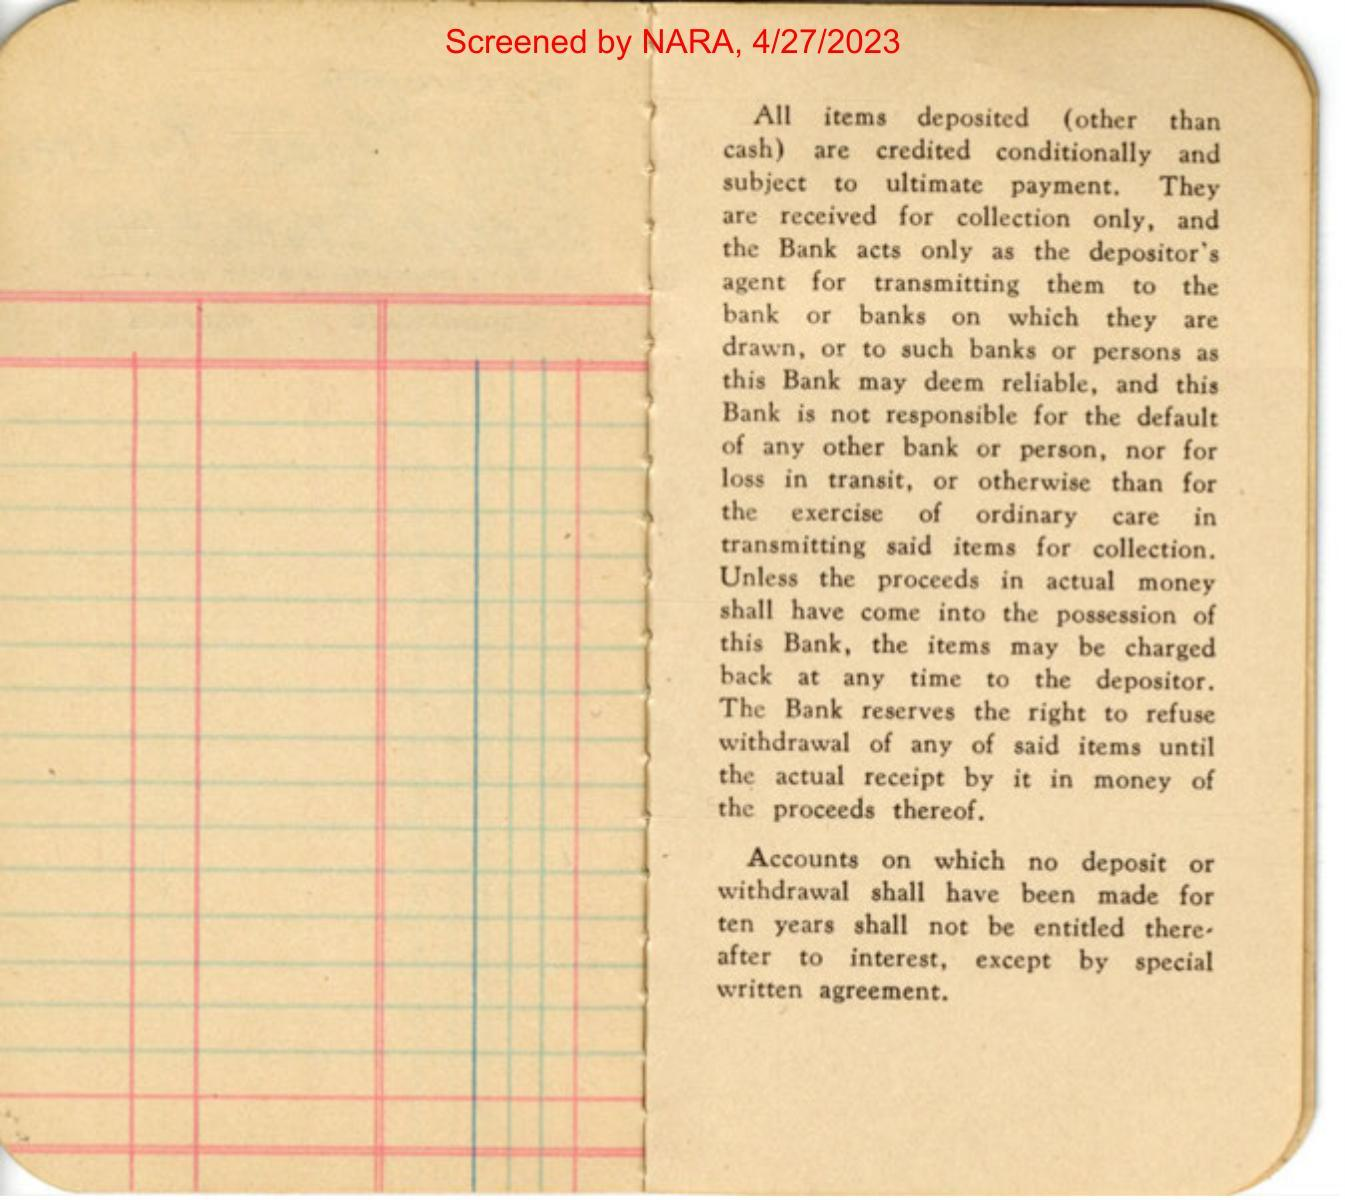 Screened by NARA, 4/27/2023
All items deposited (other than
cash) are credited conditionally and
subject to ultimate payment. They
are received for collection only, and
the Bank acts only as the depositor's
agent for transmitting them to the
bank or banks on which they are
drawn, or to such banks or persons as
this Bank may deem reliable, and this
Bank is not responsible for the default
of any other bank or person, nor for
loss in transit, or otherwise than for
the exercise of ordinary care in
transmitting said items for collection.
Unless the proceeds in actual money
shall have come into the possession of
this Bank, the items may be charged
back at any time to the depositor.
The Bank reserves the right to refuse
withdrawal of any of said items until
the actual receipt by it in money of
the proceeds thereof.
Accounts on which no deposit or
withdrawal shall have been made for
ten years shall not be entitled there-
after to interest, except by special
written agreement.